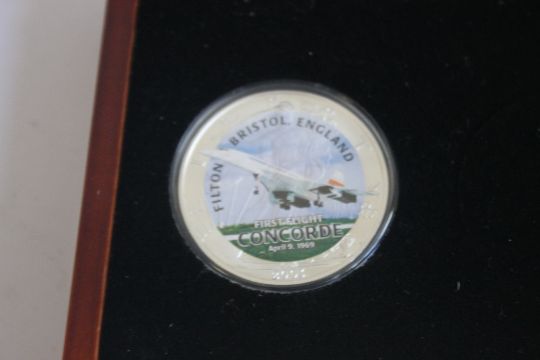 FILTON BRISTOL, ENGLAND
FIRST FLIGHT
CONCORDE
April 9, 1969